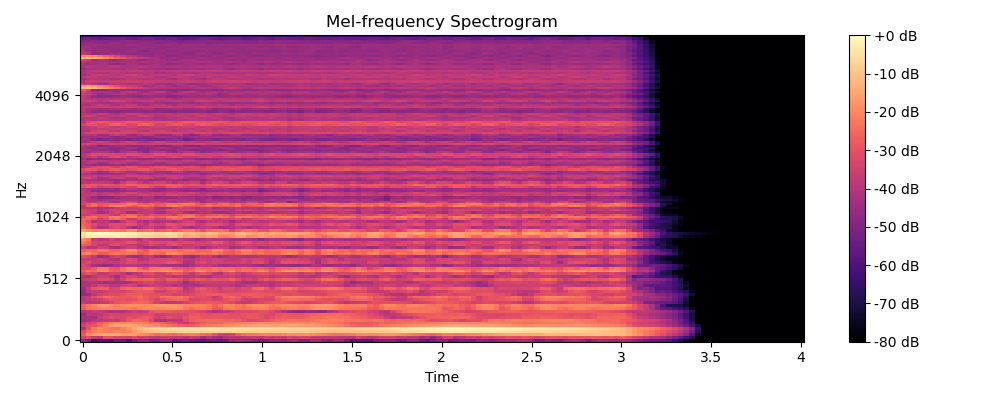 Mel-frequency Spectrogram
Hz
4096
2048
1024
512
0
0 0.5 1 1.5 2 2.5 3 3.5 4
Time
+0 dB
-10 dB
-20 dB
-30 dB
-40 dB
-50 dB
-60 dB
-70 dB
-80 dB